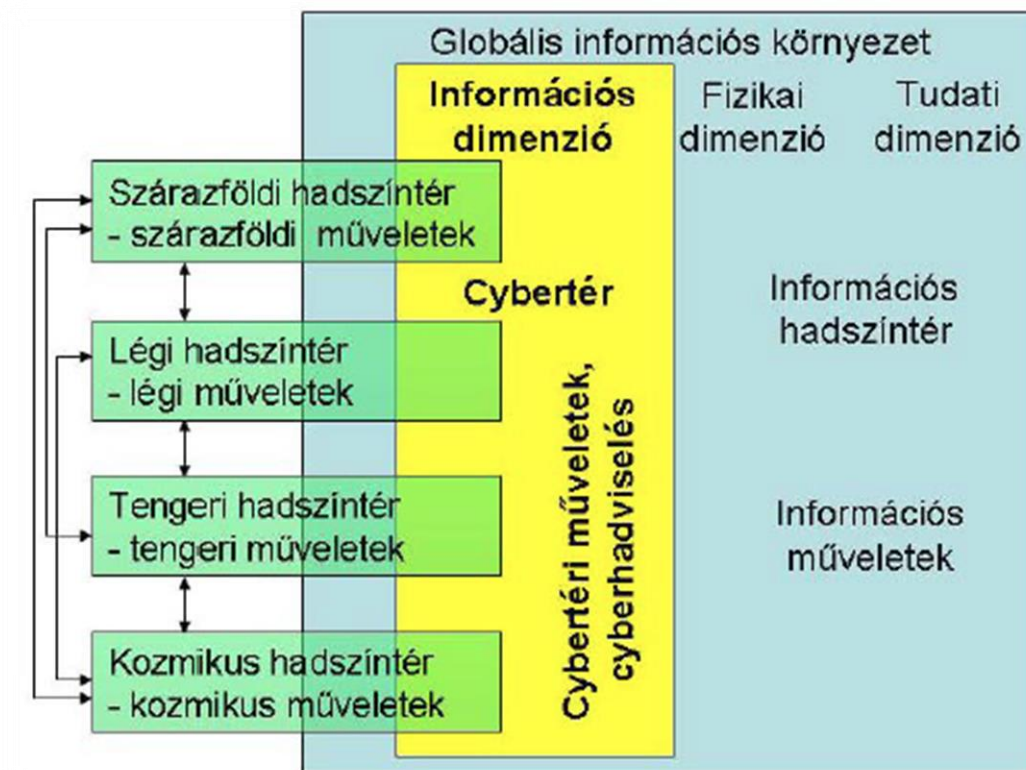 Globális információs környezet
Információs
dimenzió
Fizikai
dimenzió
Tudati
dimenzió
Szárazföldi hadszíntér
- szárazföldi műveletek
Cybertér
Információs
hadszíntér
Légi hadszíntér
- légi műveletek
Cybertéri műveletek,
cyberhadviselés
Tengeri hadszíntér
- tengeri műveletek
Információs
műveletek
Kozmikus hadszíntér
- kozmikus műveletek